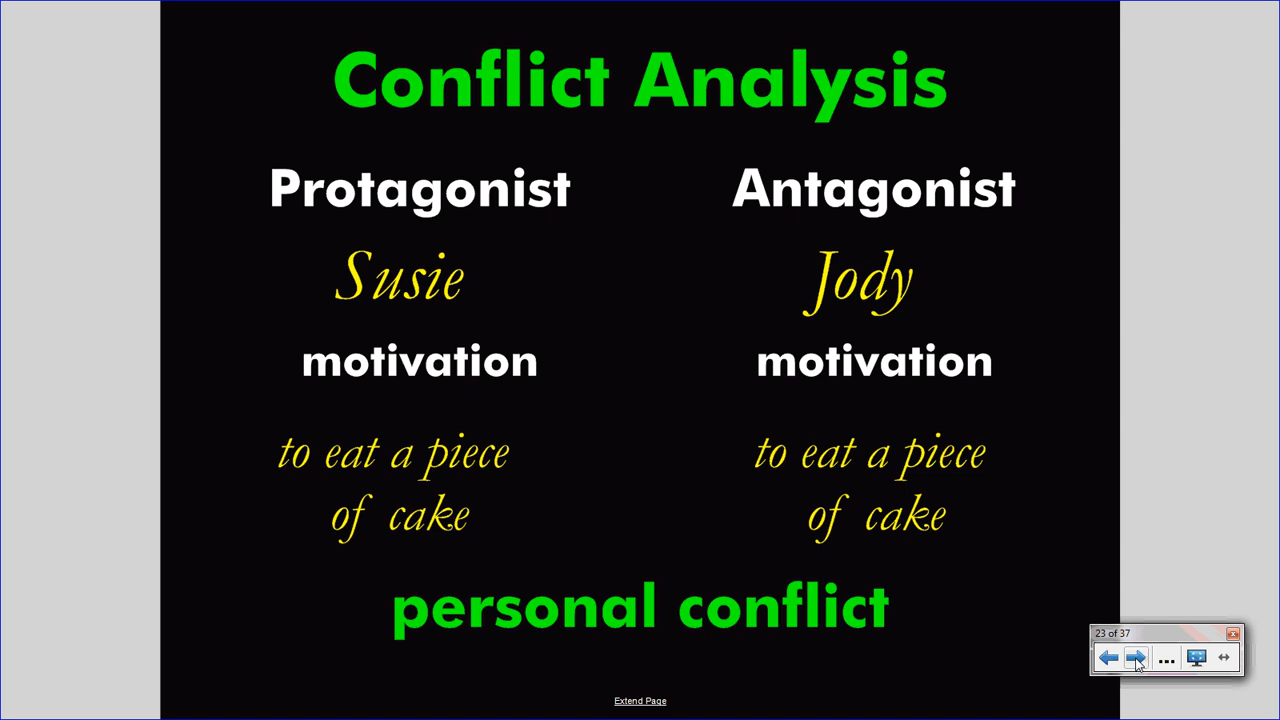 Conflict Analysis
Protagonist
Antagonist
Susie
Jody
motivation
motivation
to eat a piece
of cake
to eat a piece
of cake
personal conflict
23 of 37
...
Extend Page